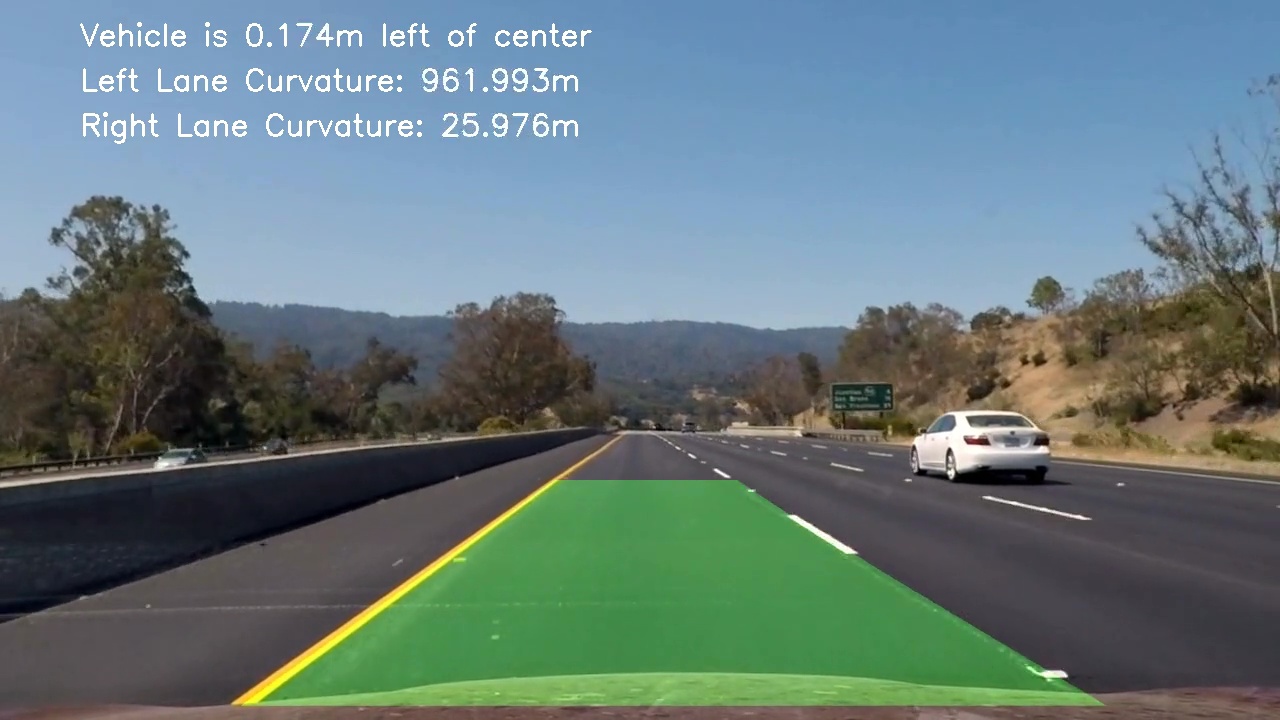 Vehicle is 0.174m left of center
Left Lane Curvature: 961.993m
Right Lane Curvature: 25.976m